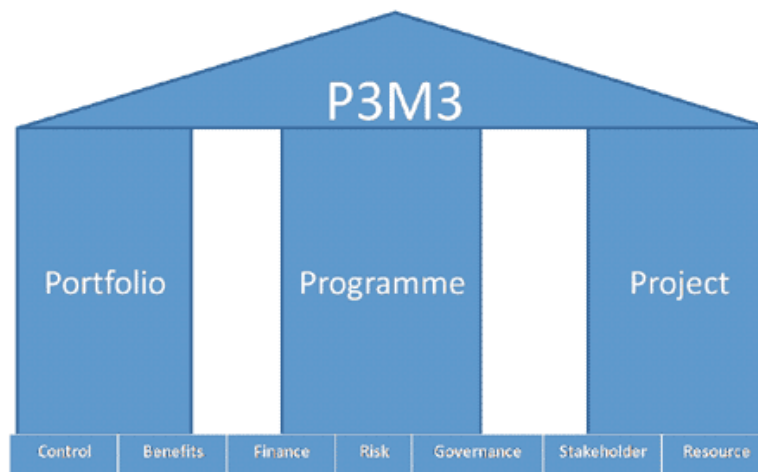 P3M3
Portfolio
Programme
Project
Control
Benefits
Finance
Risk
Governance
Stakeholder
Resource